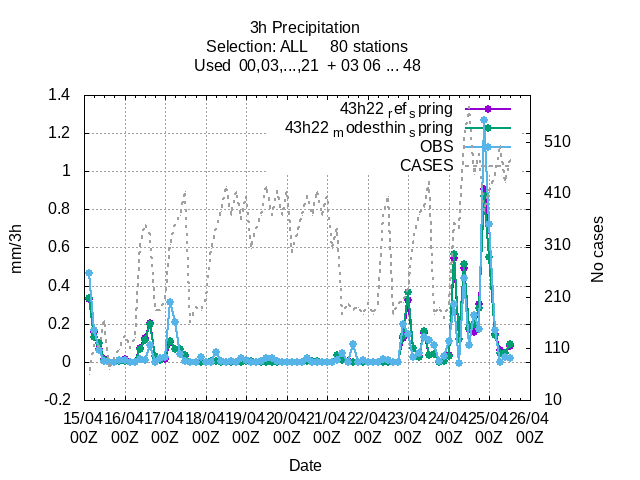 3h Precipitation
Selection: ALL 80 stations
Used 00,03,...,21 + 03 06 ... 48
43h22_ref_spring
43h22_modesthin_spring
OBS
CASES
1.4
1.2
1
0.8
0.6
0.4
0.2
0
-0.2
510
410
310
210
110
10
mm/3h
No cases
15/04 16/04 17/04 18/04 19/04 20/04 21/04 22/04 23/04 24/04 25/04 26/04
00Z 00Z 00Z 00Z 00Z 00Z 00Z 00Z 00Z 00Z 00Z 00Z
Date